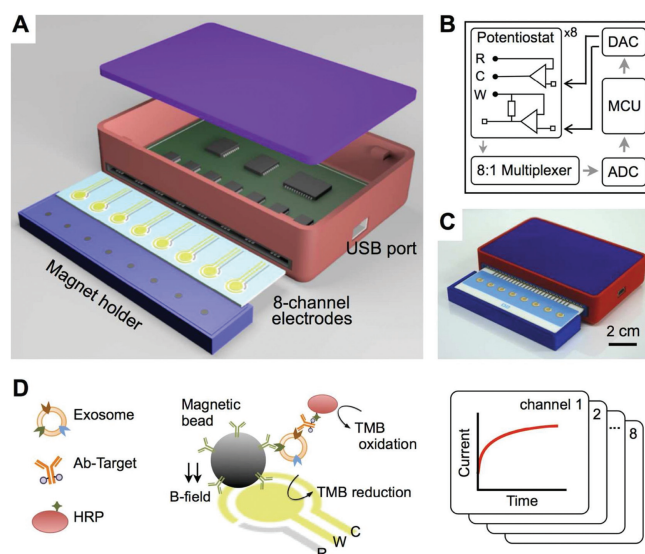 A
USB port
8-channel
electrodes
Magnet holder
B
Potentiostat
x8
R
C
W
DAC
MCU
ADC
8:1 Multiplexer
C
2 cm
D
Exosome
Ab-Target
HRP
Magnetic
bead
B-field
TMB
oxidation
TMB reduction
C
W
R
channel 1
2
...
8
Current
Time